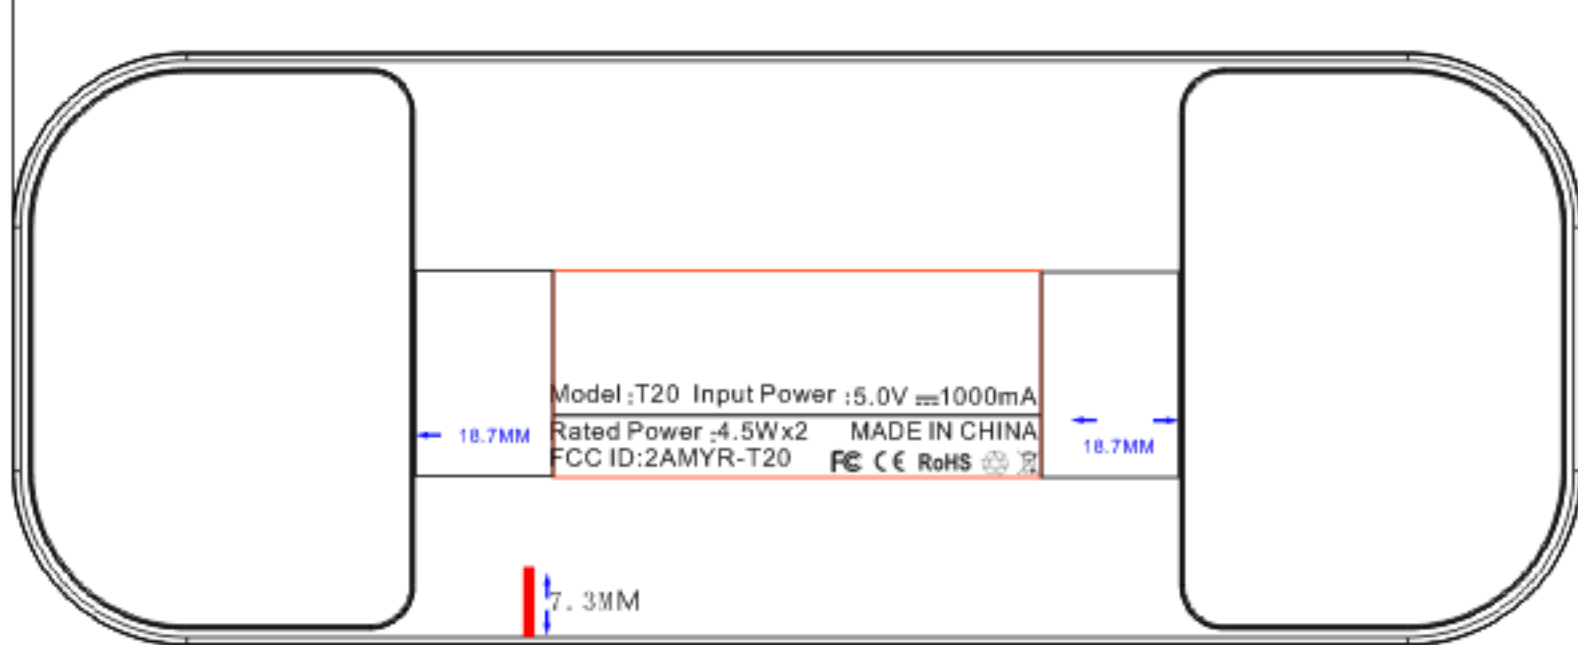 Model :T20 Input Power :5.0V ⎓1000mA
18.7MM
Rated Power :4.5Wx2 MADE IN CHINA
18.7MM
FCC ID:2AMYR-T20 FC CE RoHS
7.3MM